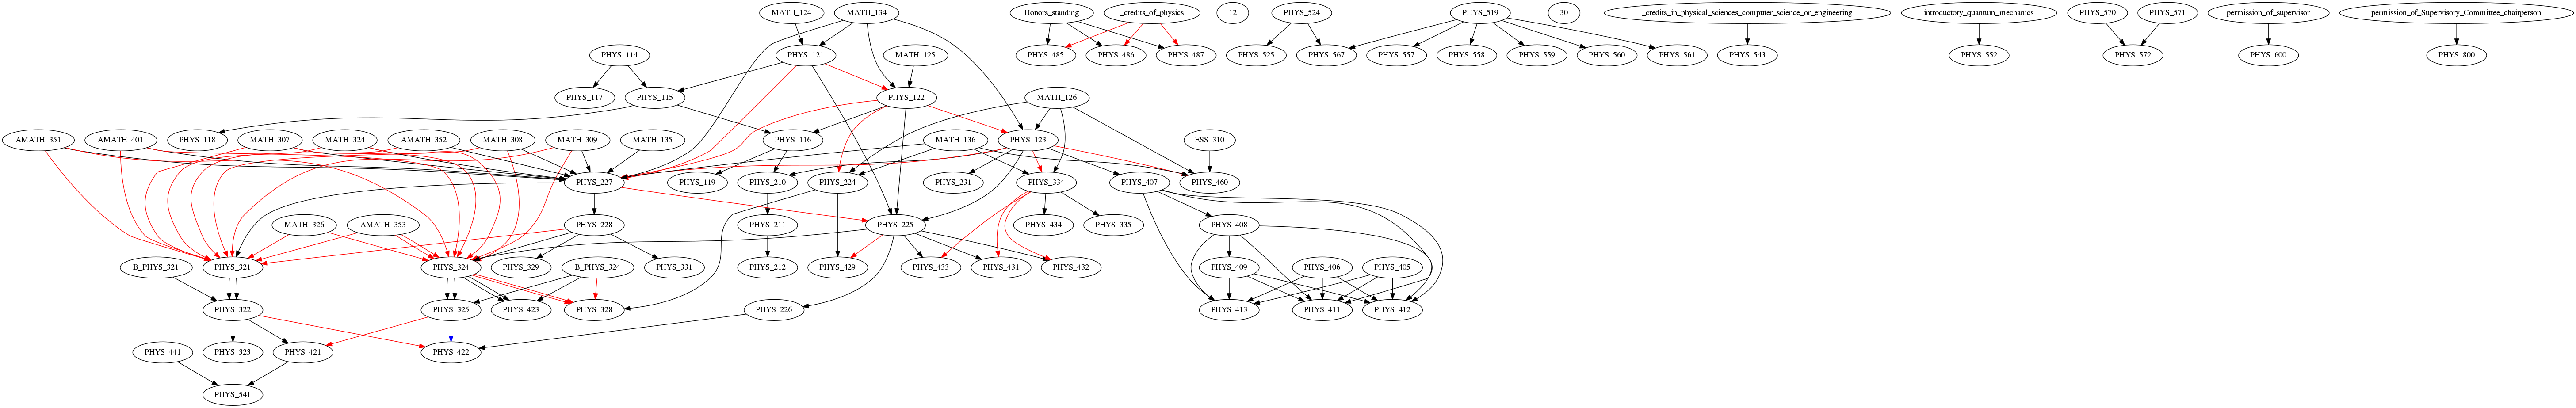 MATH_124
MATH_134
Honors_standing
_credits_of_physics
12
PHYS_524
PHYS_519
30
_credits_in_physical_sciences_computer_science_or_engineering
introductory_quantum_mechanics
PHYS_570
PHYS_571
permission_of_supervisor
permission_of_Supervisory_Committee_chairperson
PHYS_114
PHYS_121
MATH_125
PHYS_485
PHYS_486
PHYS_487
PHYS_525
PHYS_567
PHYS_557
PHYS_558
PHYS_559
PHYS_560
PHYS_561
PHYS_543
PHYS_552
PHYS_572
PHYS_600
PHYS_800
PHYS_117
PHYS_115
PHYS_122
MATH_126
AMATH_351
AMATH_401
PHYS_118
MATH_307
MATH_324
AMATH_352
MATH_308
MATH_309
MATH_135
PHYS_116
MATH_136
PHYS_123
ESS_310
PHYS_227
PHYS_119
PHYS_210
PHYS_224
PHYS_231
PHYS_334
PHYS_407
PHYS_460
MATH_326
AMATH_353
PHYS_228
PHYS_211
PHYS_225
PHYS_434
PHYS_335
PHYS_408
B_PHYS_321
PHYS_321
PHYS_324
PHYS_329
B_PHYS_324
PHYS_331
PHYS_212
PHYS_429
PHYS_433
PHYS_431
PHYS_432
PHYS_409
PHYS_406
PHYS_405
PHYS_322
PHYS_325
PHYS_423
PHYS_328
PHYS_226
PHYS_413
PHYS_411
PHYS_412
PHYS_441
PHYS_323
PHYS_421
PHYS_422
PHYS_541